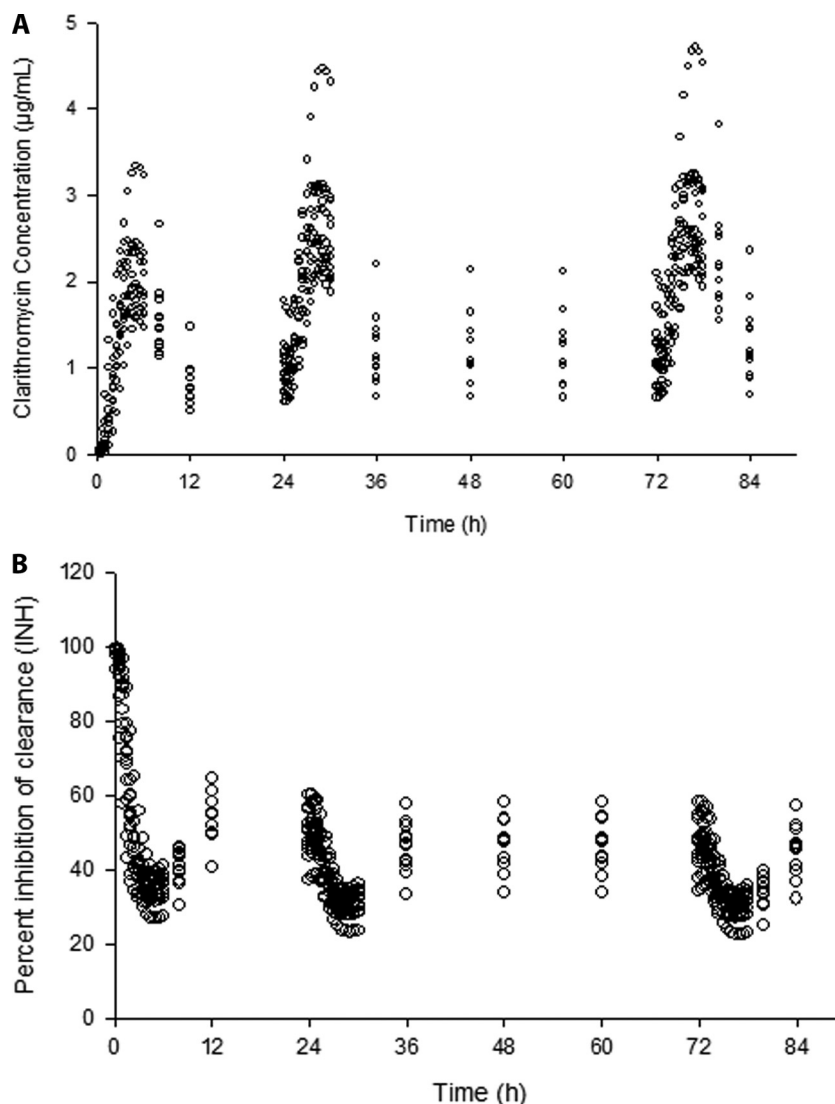 A
Clarithromycin Concentration (µg/mL)
5
4
3
2
1
0
0 12 24 36 48 60 72 84
Time (h)
B
Percent inhibition of clearance (INH)
120
100
80
60
40
20
0
0 12 24 36 48 60 72 84
Time (h)